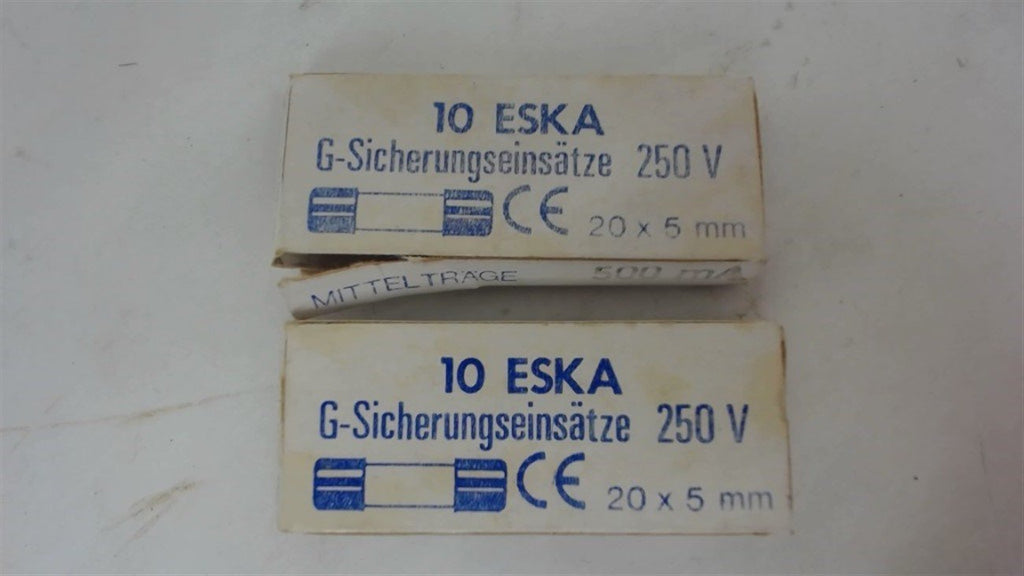 10 ESKA
G-Sicherungseinsätze 250 V
CE 20 x 5 mm
MITTELTRÄGE 500 mA
10 ESKA
G-Sicherungseinsätze 250 V
CE 20 x 5 mm